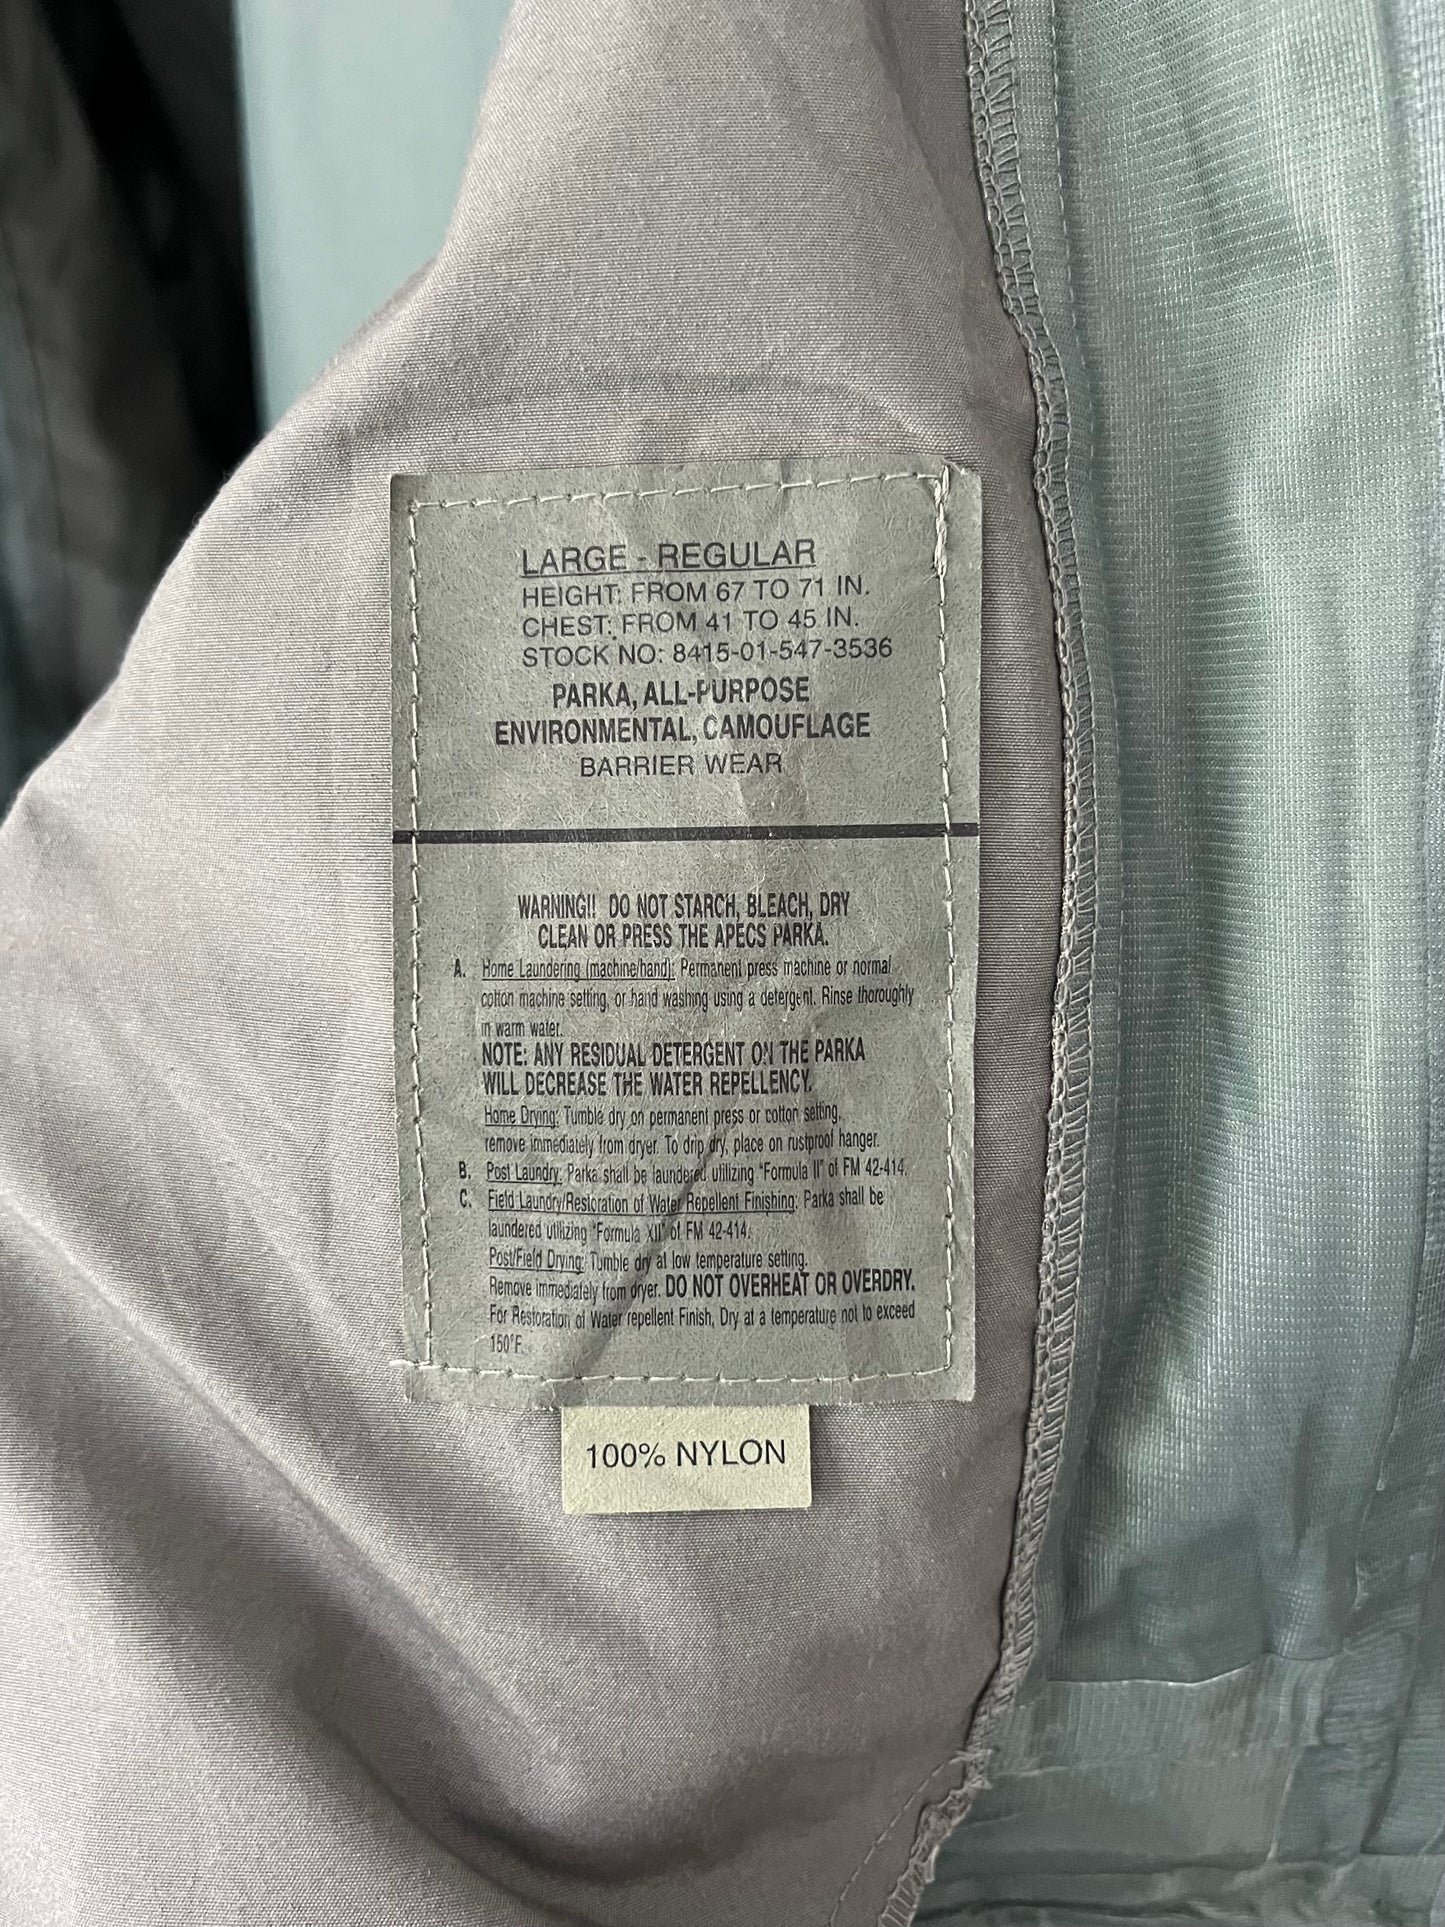 LARGE - REGULAR
HEIGHT: FROM 67 TO 71 IN.
CHEST: FROM 41 TO 45 IN.
STOCK NO: 8415-01-547-3536
PARKA, ALL-PURPOSE
ENVIRONMENTAL, CAMOUFLAGE
BARRIER WEAR
WARNING!! DO NOT STARCH, BLEACH, DRY
CLEAN OR PRESS THE APECS PARKA.
A. Home Laundering (machine/hand): Permanent press machine or normal
cotton machine setting, or hand washing using a detergent. Rinse thoroughly
in warm water.
NOTE: ANY RESIDUAL DETERGENT ON THE PARKA
WILL DECREASE THE WATER REPELLENCY.
Home Drying: Tumble dry on permanent press or cotton setting,
remove immediately from dryer. To drip dry, place on rustproof hanger.
B. Post Laundry: Parka shall be laundered utilizing "Formula II" of FM 42-414.
C. Field Laundry/Restoration of Water Repellent Finishing: Parka shall be
laundered utilizing "Formula XII" of FM 42-414.
Post/Field Drying: Tumble dry at low temperature setting.
Remove immediately from dryer. DO NOT OVERHEAT OR OVERDRY.
For Restoration of Water repellent Finish, Dry at a temperature not to exceed
150°F.
100% NYLON